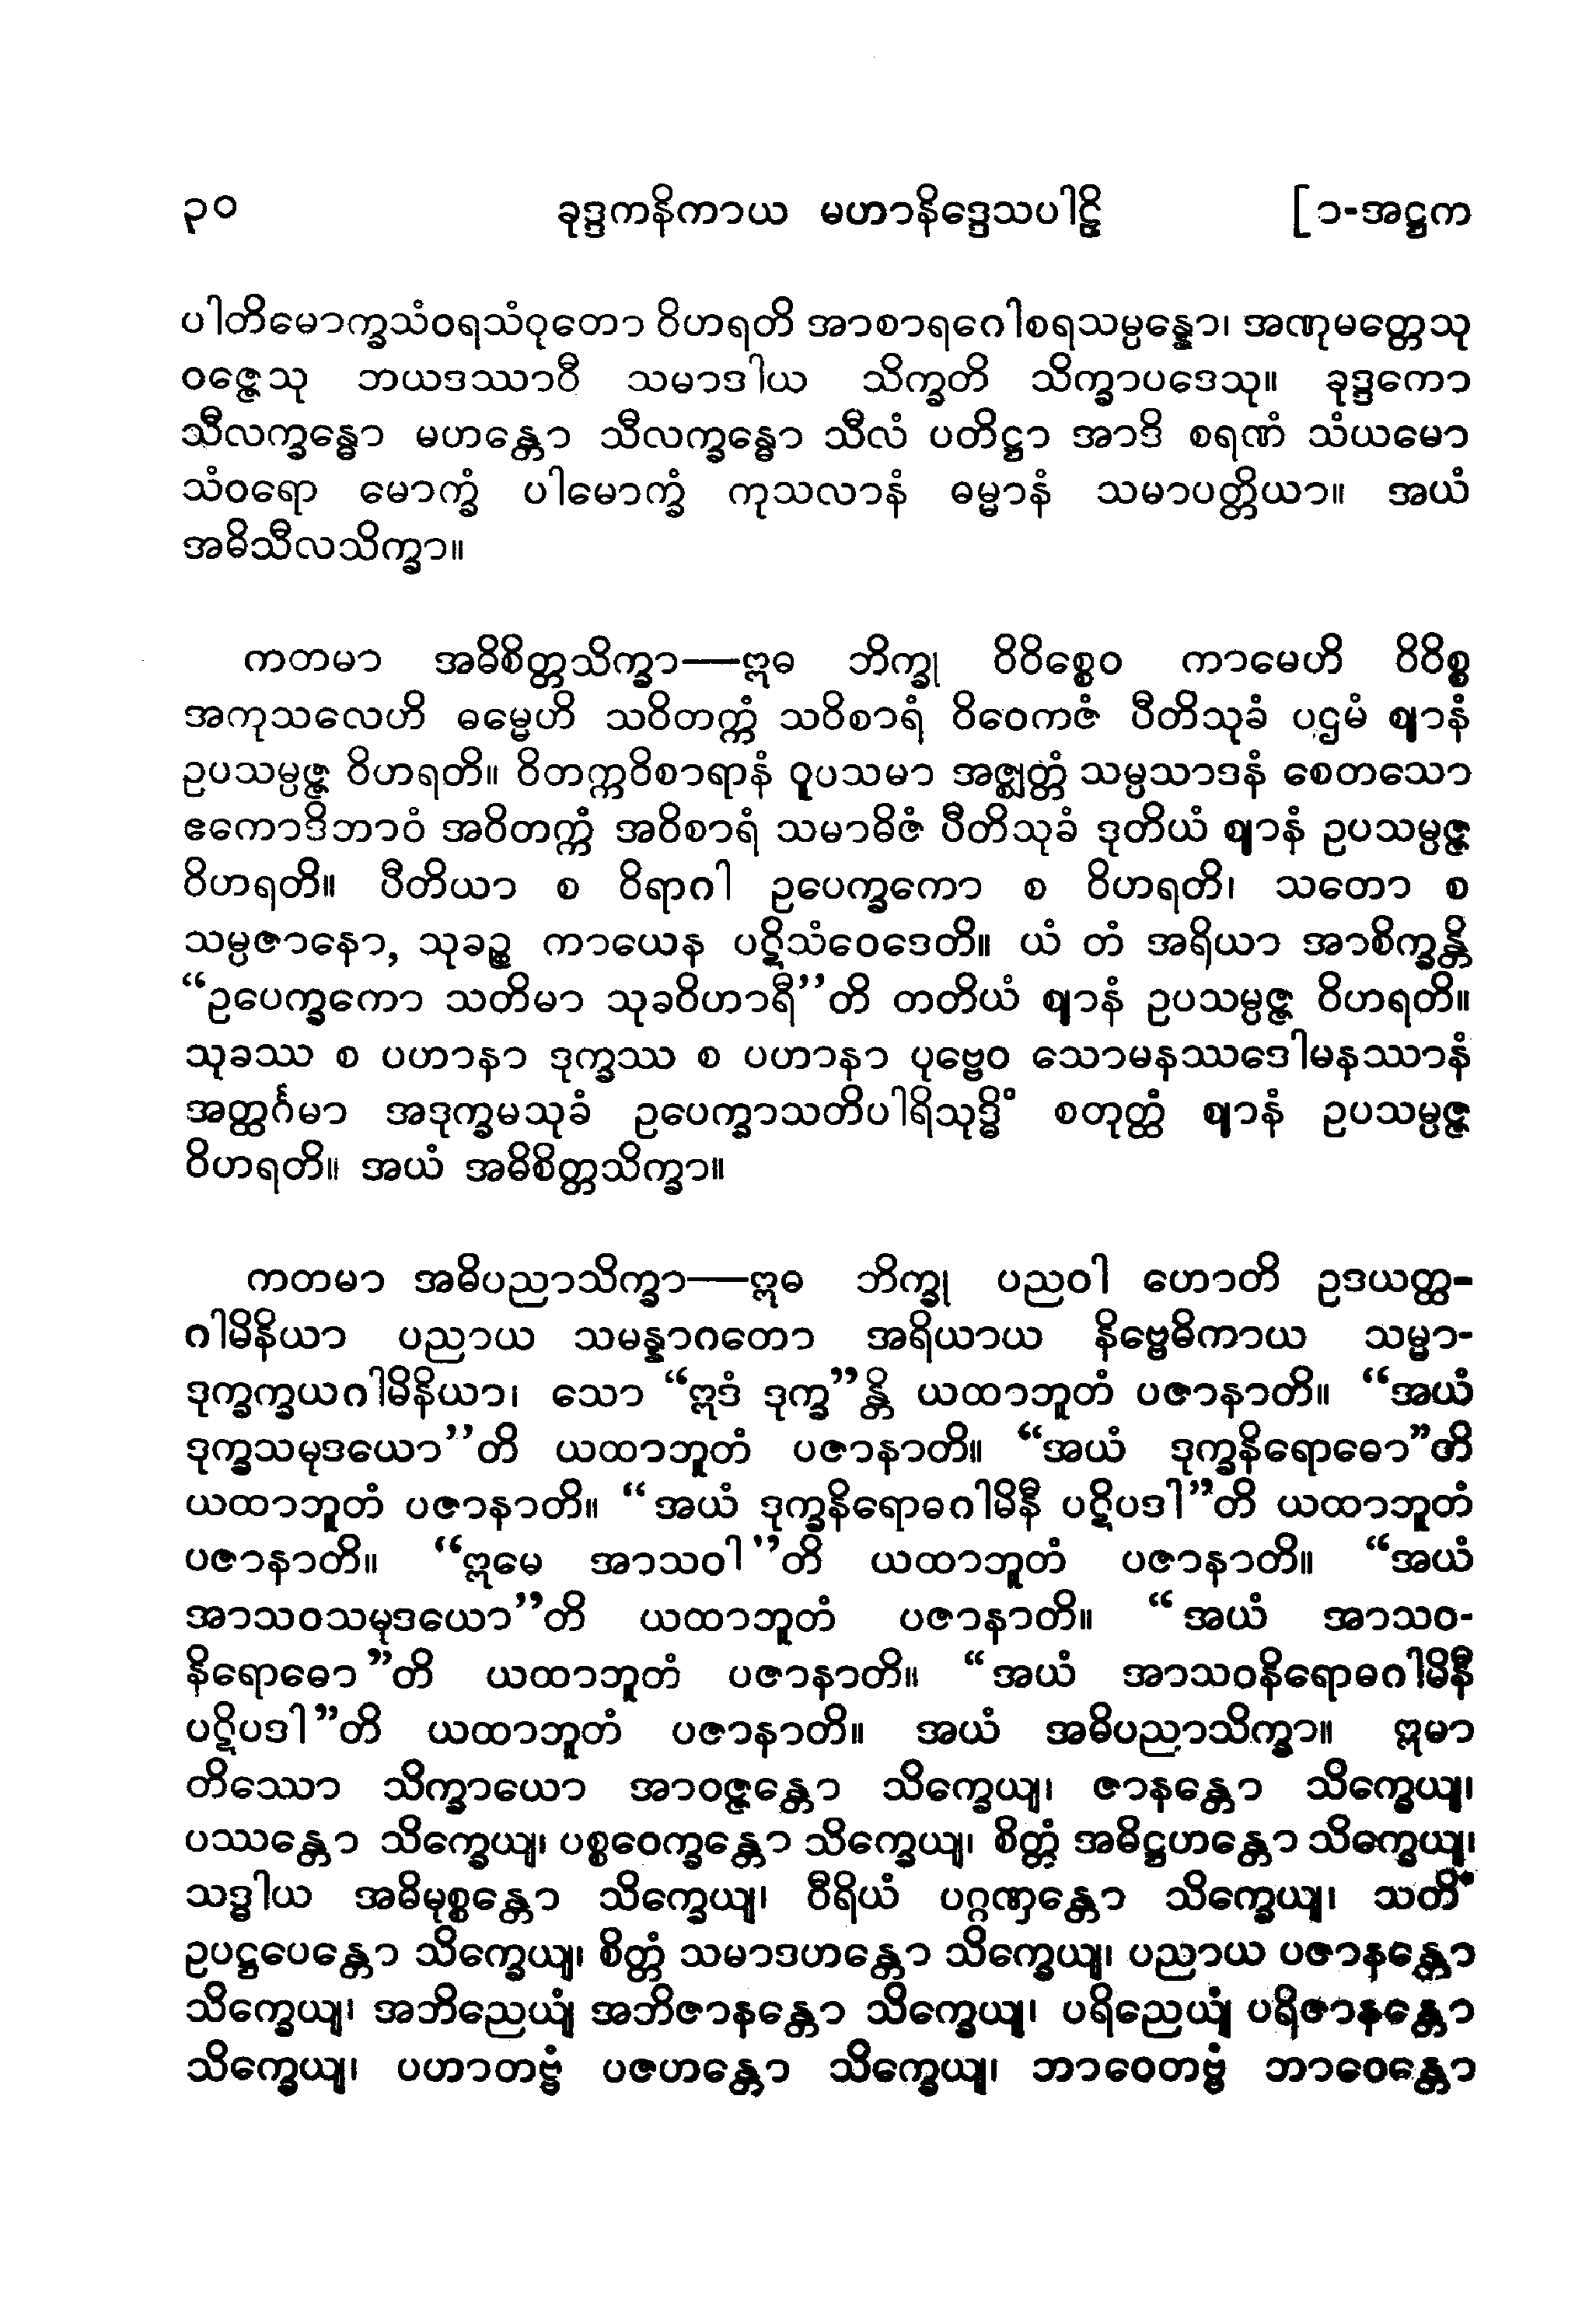 ၃၀ ခုဒ္ဒကနိကာယ မဟာနိဒ္ဒေသပါဠိ [၁-အဋ္ဌက
ပါတိမောက္ခသံဝရသံဝုတော ဝိဟရတိ အာစာရဂေါစရသမ္ပန္နော၊ အဏုမတ္တေသု
ဝဇ္ဇေသု ဘယဒဿာဝီ သမာဒါယ သိက္ခတိ သိက္ခာပဒေသု။ ခုဒ္ဒကော
သီလက္ခန္ဓော မဟန္တော သီလက္ခန္ဓော သီလံ ပတိဋ္ဌာ အာဒိ စရဏံ သံယမော
သံဝရော မောက္ခံ ပါမောက္ခံ ကုသလာနံ ဓမ္မာနံ သမာပတ္တိယာ။ အယံ
အဓိသီလသိက္ခာ။
ကတမာ အဓိစိတ္တသိက္ခာ—ဣဓ ဘိက္ခု ဝိဝိစ္စေဝ ကာမေဟိ ဝိဝိစ္စ
အကုသလေဟိ ဓမ္မေဟိ သဝိတက္ကံ သဝိစာရံ ဝိဝေကဇံ ပီတိသုခံ ပဌမံ ဈာနံ
ဥပသမ္ပဇ္ဇ ဝိဟရတိ။ ဝိတက္ကဝိစာရာနံ ဝူပသမာ အဇ္ဈတ္တံ သမ္ပသာဒနံ စေတသော
ဧကောဒိဘာဝံ အဝိတက္ကံ အဝိစာရံ သမာဓိဇံ ပီတိသုခံ ဒုတိယံ ဈာနံ ဥပသမ္ပဇ္ဇ
ဝိဟရတိ။ ပီတိယာ စ ဝိရာဂါ ဥပေက္ခကော စ ဝိဟရတိ၊ သတော စ
သမ္ပဇာနော, သုခဉ္စ ကာယေန ပဋိသံဝေဒေတိ။ ယံ တံ အရိယာ အာစိက္ခန္တိ
“ဥပေက္ခကော သတိမာ သုခဝိဟာရီ”တိ တတိယံ ဈာနံ ဥပသမ္ပဇ္ဇ ဝိဟရတိ။
သုခဿ စ ပဟာနာ ဒုက္ခဿ စ ပဟာနာ ပုဗ္ဗေဝ သောမနဿဒေါမနဿာနံ
အတ္ထင်္ဂမာ အဒုက္ခမသုခံ ဥပေက္ခာသတိပါရိသုဒ္ဓိံ စတုတ္ထံ ဈာနံ ဥပသမ္ပဇ္ဇ
ဝိဟရတိ။ အယံ အဓိစိတ္တသိက္ခာ။
ကတမာ အဓိပညာသိက္ခာ—ဣဓ ဘိက္ခု ပညဝါ ဟောတိ ဥဒယတ္ထ-
ဂါမိနိယာ ပညာယ သမန္နာဂတော အရိယာယ နိဗ္ဗေဓိကာယ သမ္မာ-
ဒုက္ခက္ခယဂါမိနိယာ၊ သော “ဣဒံ ဒုက္ခ”န္တိ ယထာဘူတံ ပဇာနာတိ။ “အယံ
ဒုက္ခသမုဒယော”တိ ယထာဘူတံ ပဇာနာတိ။ “အယံ ဒုက္ခနိရောဓော”တိ
ယထာဘူတံ ပဇာနာတိ။ “အယံ ဒုက္ခနိရောဓဂါမိနီ ပဋိပဒါ”တိ ယထာဘူတံ
ပဇာနာတိ။ “ဣမေ အာသဝါ”တိ ယထာဘူတံ ပဇာနာတိ။ “အယံ
အာသဝသမုဒယော”တိ ယထာဘူတံ ပဇာနာတိ။ “အယံ အာသဝ-
နိရောဓော”တိ ယထာဘူတံ ပဇာနာတိ။ “အယံ အာသဝနိရောဓဂါမိနီ
ပဋိပဒါ”တိ ယထာဘူတံ ပဇာနာတိ။ အယံ အဓိပညာသိက္ခာ။ ဣမာ
တိဿော သိက္ခာယော အာဝဇ္ဇန္တော သိက္ခေယျ၊ ဇာနန္တော သိက္ခေယျ၊
ပဿန္တော သိက္ခေယျ၊ ပစ္စဝေက္ခန္တော သိက္ခေယျ၊ စိတ္တံ အဓိဋ္ဌဟန္တော သိက္ခေယျ၊
သဒ္ဓါယ အဓိမုစ္စန္တော သိက္ခေယျ၊ ဝီရိယံ ပဂ္ဂဏှန္တော သိက္ခေယျ၊ သတိံ
ဥပဋ္ဌပေန္တော သိက္ခေယျ၊ စိတ္တံ သမာဒဟန္တော သိက္ခေယျ၊ ပညာယ ပဇာနန္တော
သိက္ခေယျ၊ အဘိညေယျံ အဘိဇာနန္တော သိက္ခေယျ၊ ပရိညေယျံ ပရိဇာနန္တော
သိက္ခေယျ၊ ပဟာတဗ္ဗံ ပဇဟန္တော သိက္ခေယျ၊ ဘာဝေတဗ္ဗံ ဘာဝေန္တော